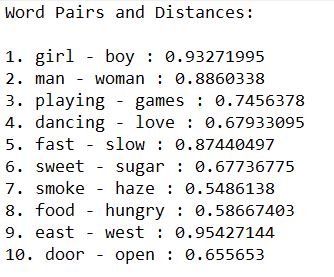 Word Pairs and Distances:
1. girl - boy : 0.93271995
2. man - woman : 0.8860338
3. playing - games : 0.7456378
4. dancing - love : 0.67933095
5. fast - slow : 0.87440497
6. sweet - sugar : 0.67736775
7. smoke - haze : 0.5486138
8. food - hungry : 0.58667403
9. east - west : 0.95427144
10. door - open : 0.655653